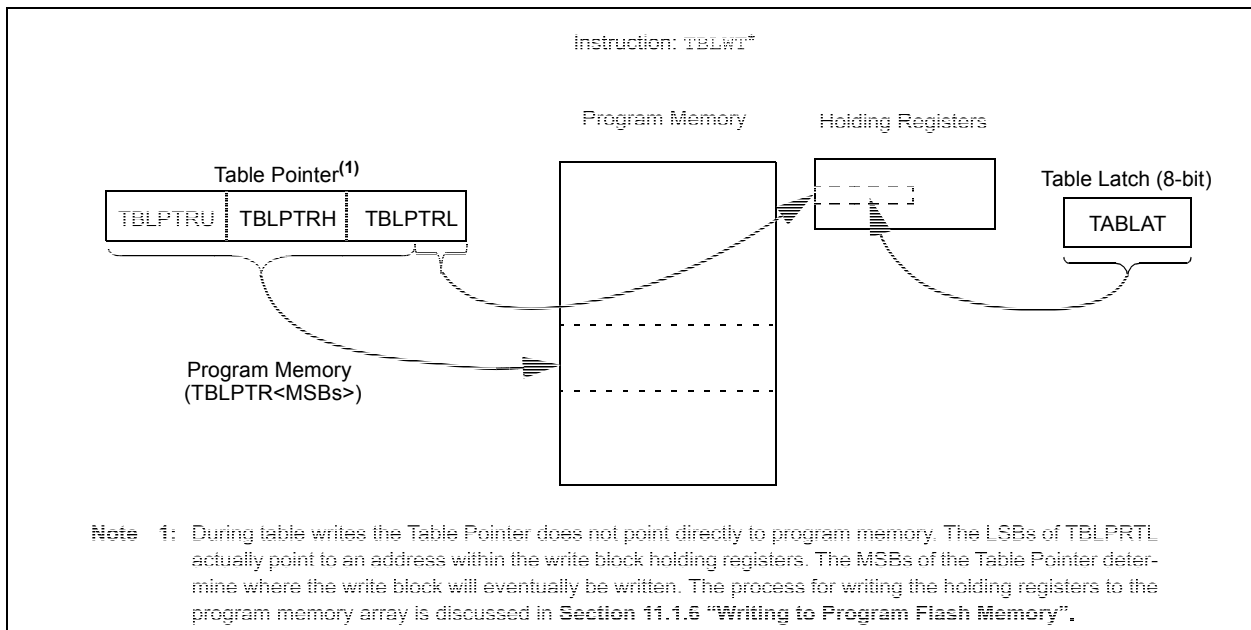 Instruction: TBLWT*
Program Memory
Holding Registers
Table Pointer(1)
Table Latch (8-bit)
TBLPTRU
TBLPTRH
TBLPTRL
TABLAT
Program Memory
(TBLPTR<MSBs>)
Note 1: During table writes the Table Pointer does not point directly to program memory. The LSBs of TBLPRTL
actually point to an address within the write block holding registers. The MSBs of the Table Pointer deter-
mine where the write block will eventually be written. The process for writing the holding registers to the
program memory array is discussed in Section 11.1.6 “Writing to Program Flash Memory”.